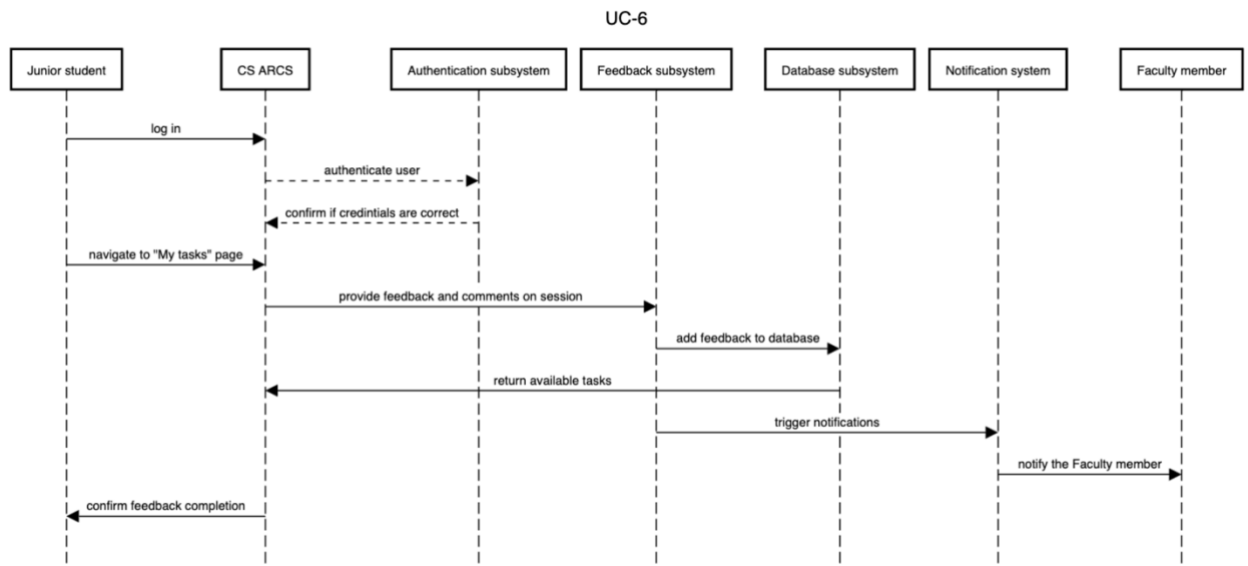 UC-6
Junior student
CS ARCS
Authentication subsystem
Feedback subsystem
Database subsystem
Notification system
Faculty member
log in
authenticate user
confirm if credintials are correct
navigate to "My tasks" page
provide feedback and comments on session
add feedback to database
return available tasks
trigger notifications
notify the Faculty member
confirm feedback completion